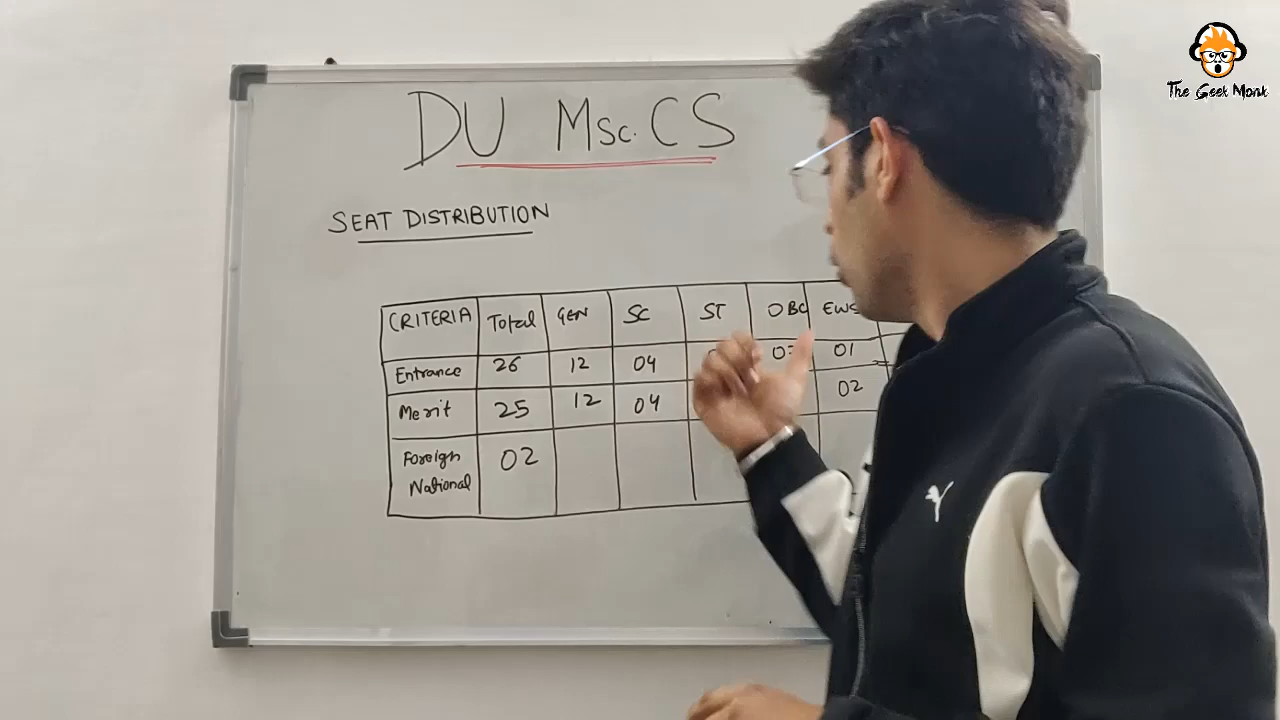 The Geek Monk
DU MSc. CS
SEAT DISTRIBUTION
CRITERIA Total GEN SC ST OBC EWS
Entrance 26 12 04 01
Merit 25 12 04 02
Foreign National 02